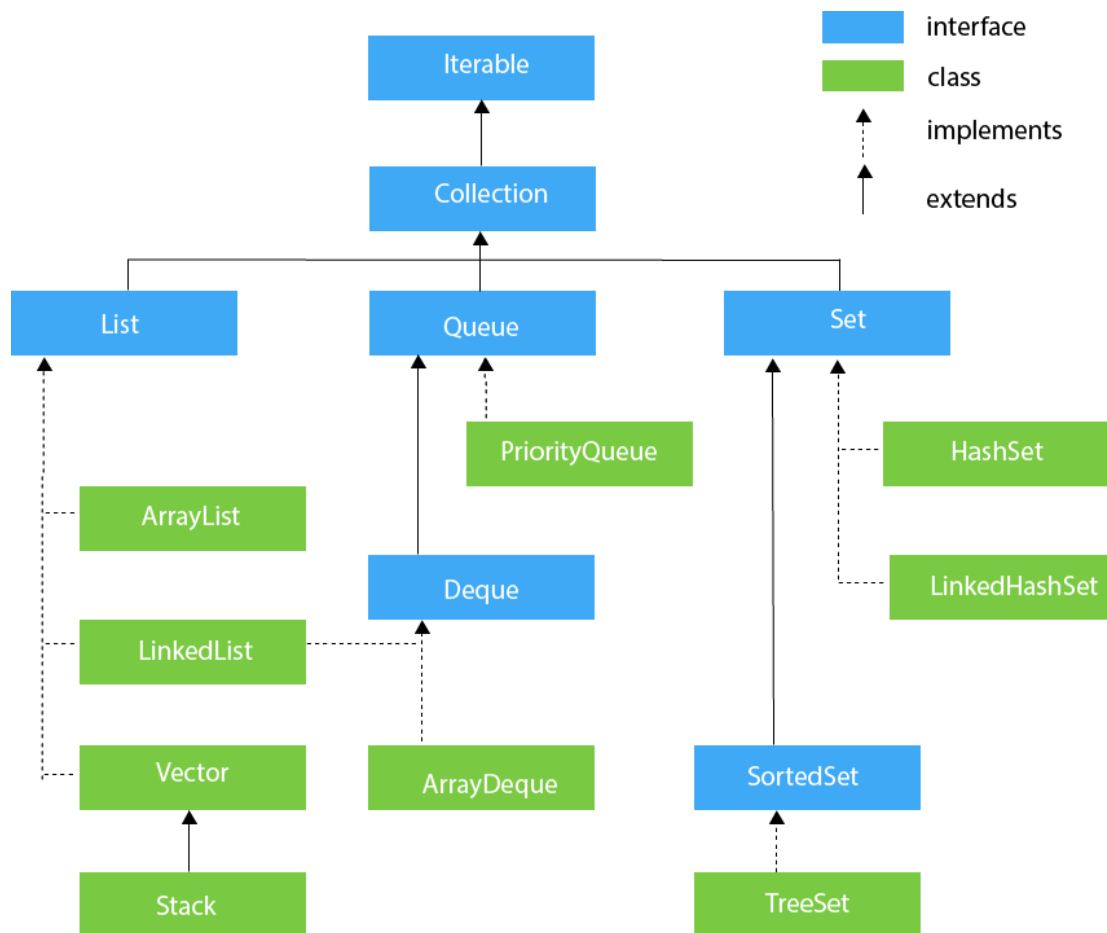 interface
Iterable
class
implements
Collection
extends
List
Queue
Set
PriorityQueue
HashSet
ArrayList
Deque
LinkedHashSet
LinkedList
Vector
ArrayDeque
SortedSet
Stack
TreeSet